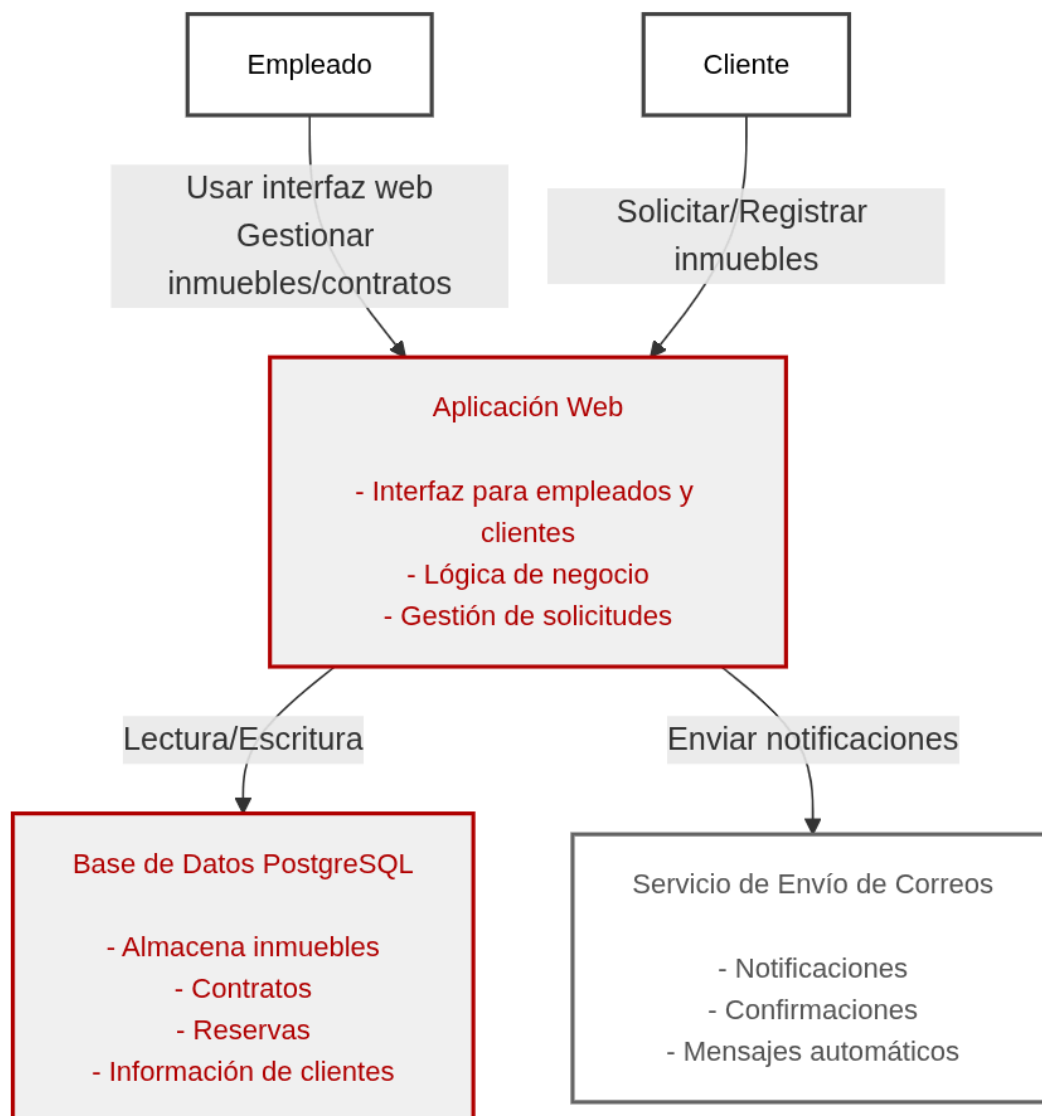 Empleado
Cliente
Usar interfaz web
Gestionar
inmuebles/contratos
Solicitar/Registrar
inmuebles
Aplicación Web
- Interfaz para empleados y
clientes
- Lógica de negocio
- Gestión de solicitudes
Lectura/Escritura
Enviar notificaciones
Base de Datos PostgreSQL
- Almacena inmuebles
- Contratos
- Reservas
- Información de clientes
Servicio de Envío de Correos
- Notificaciones
- Confirmaciones
- Mensajes automáticos